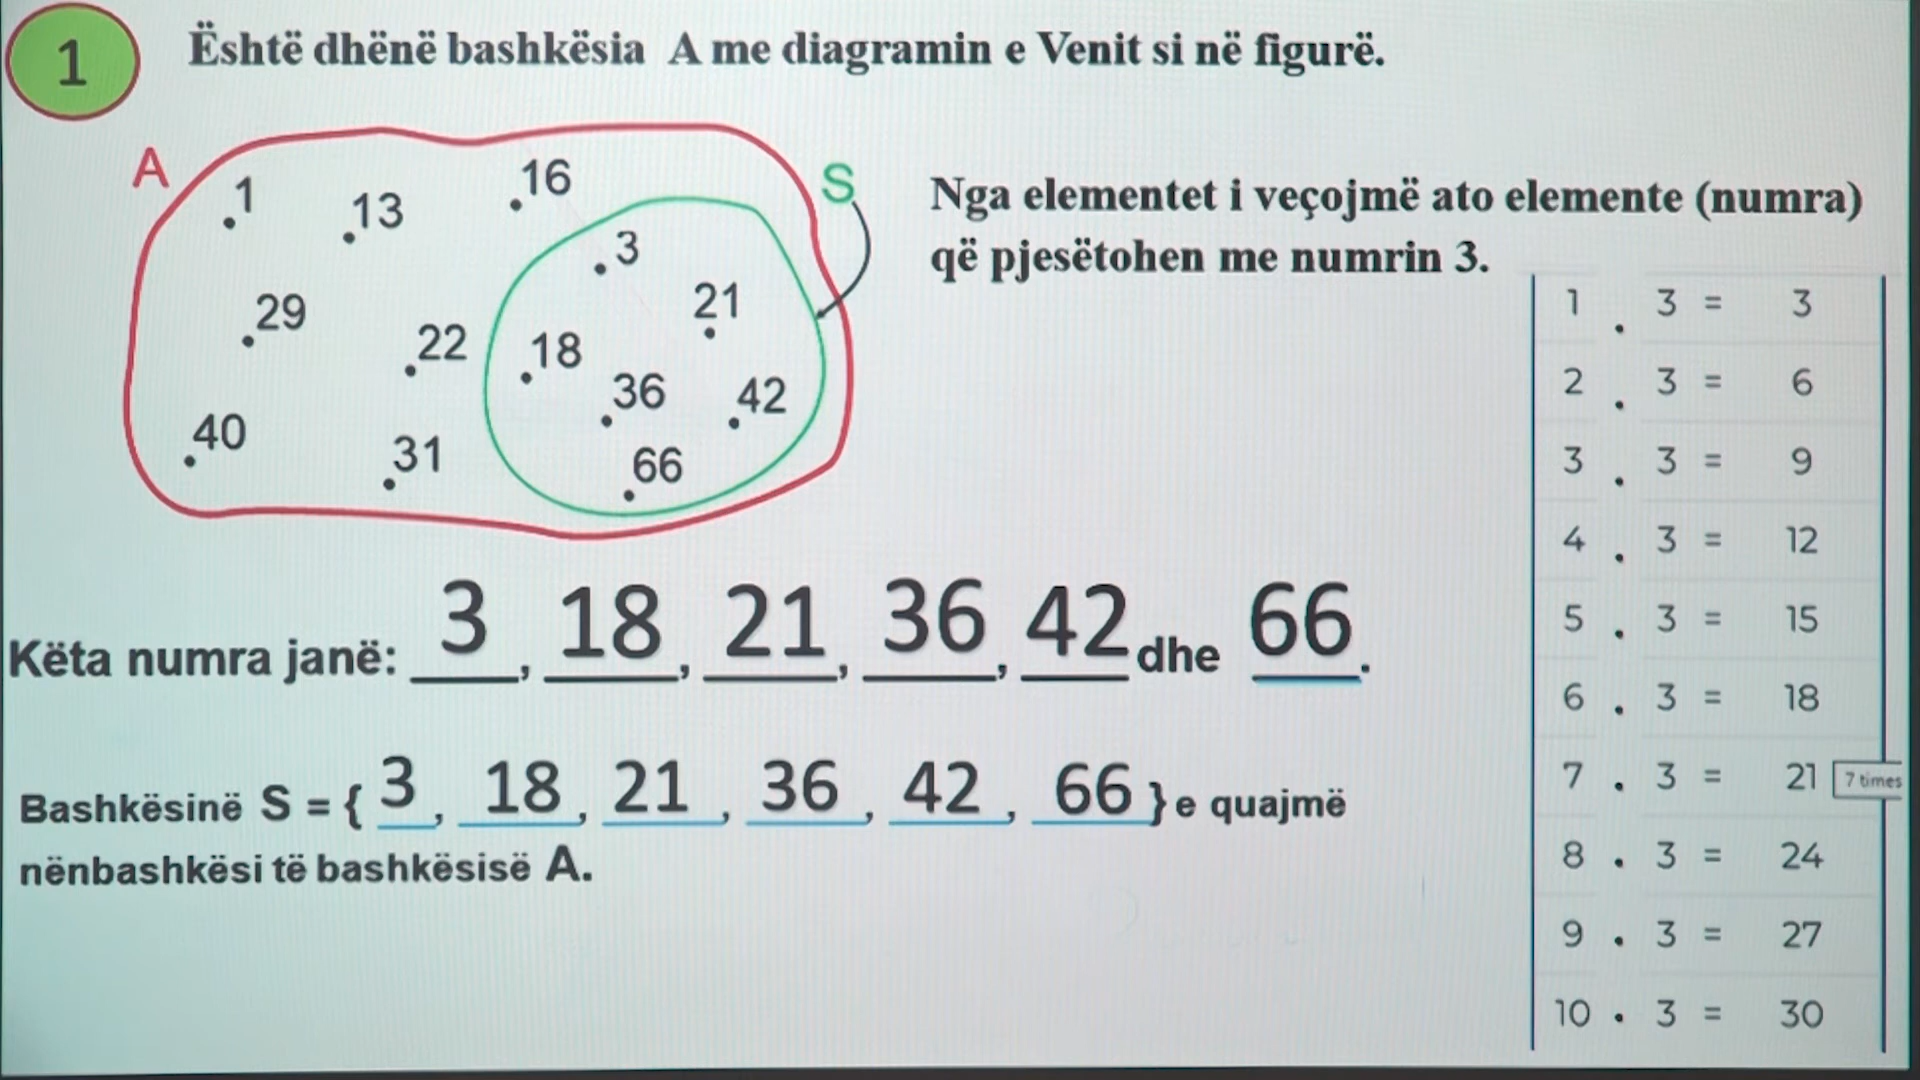 1
Është dhënë bashkësia A me diagramin e Venit si në figurë.
A
S
1
13
16
3
29
22
18
21
36
42
40
31
66
Nga elementet i veçojmë ato elemente (numra)
që pjesëtohen me numrin 3.
Këta numra janë: 3, 18, 21, 36, 42 dhe 66.
Bashkësinë S = { 3, 18, 21, 36, 42, 66 } e quajmë
nënbashkësi të bashkësisë A.
1 . 3 = 3
2 . 3 = 6
3 . 3 = 9
4 . 3 = 12
5 . 3 = 15
6 . 3 = 18
7 . 3 = 21 7 times
8 . 3 = 24
9 . 3 = 27
10 . 3 = 30